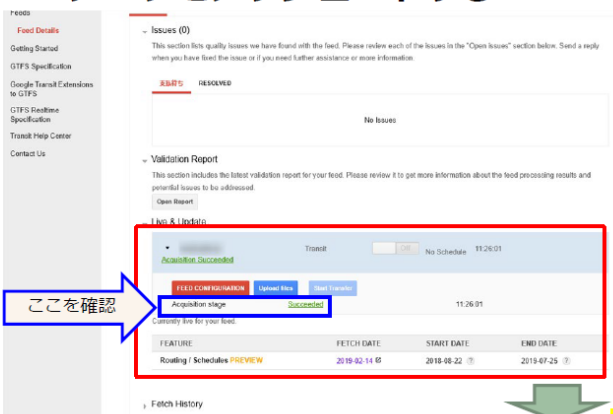 Feeds
Feed Details
Getting Started
GTFS Specification
Google Transit Extensions
to GTFS
GTFS Realtime
Specification
Transit Help Center
Contact Us
Issues (0)
This section lists quality issues we have found with the feed. Please review each of the issues in the "Open issues" section below. Send a reply
when you have fixed the issue or if you need further assistance or more information.
RESOLVED
No Issues
Validation Report
This section includes the latest validation report for your feed. Please review it to get more information about the feed processing results and
potential issues to be addressed.
Open Report
Live & Update
Transit
Off
No Schedule
11:26:01
Acquisition Succeeded
FEED CONFIGURATION
Upload files
Start Transfer
ここを確認
Acquisition stage
Succeeded
11:26:01
Currently live for your feed.
FEATURE
FETCH DATE
START DATE
END DATE
Routing / Schedules PREVIEW
2019-02-14
2018-08-22 ?
2019-07-25 ?
Fetch History